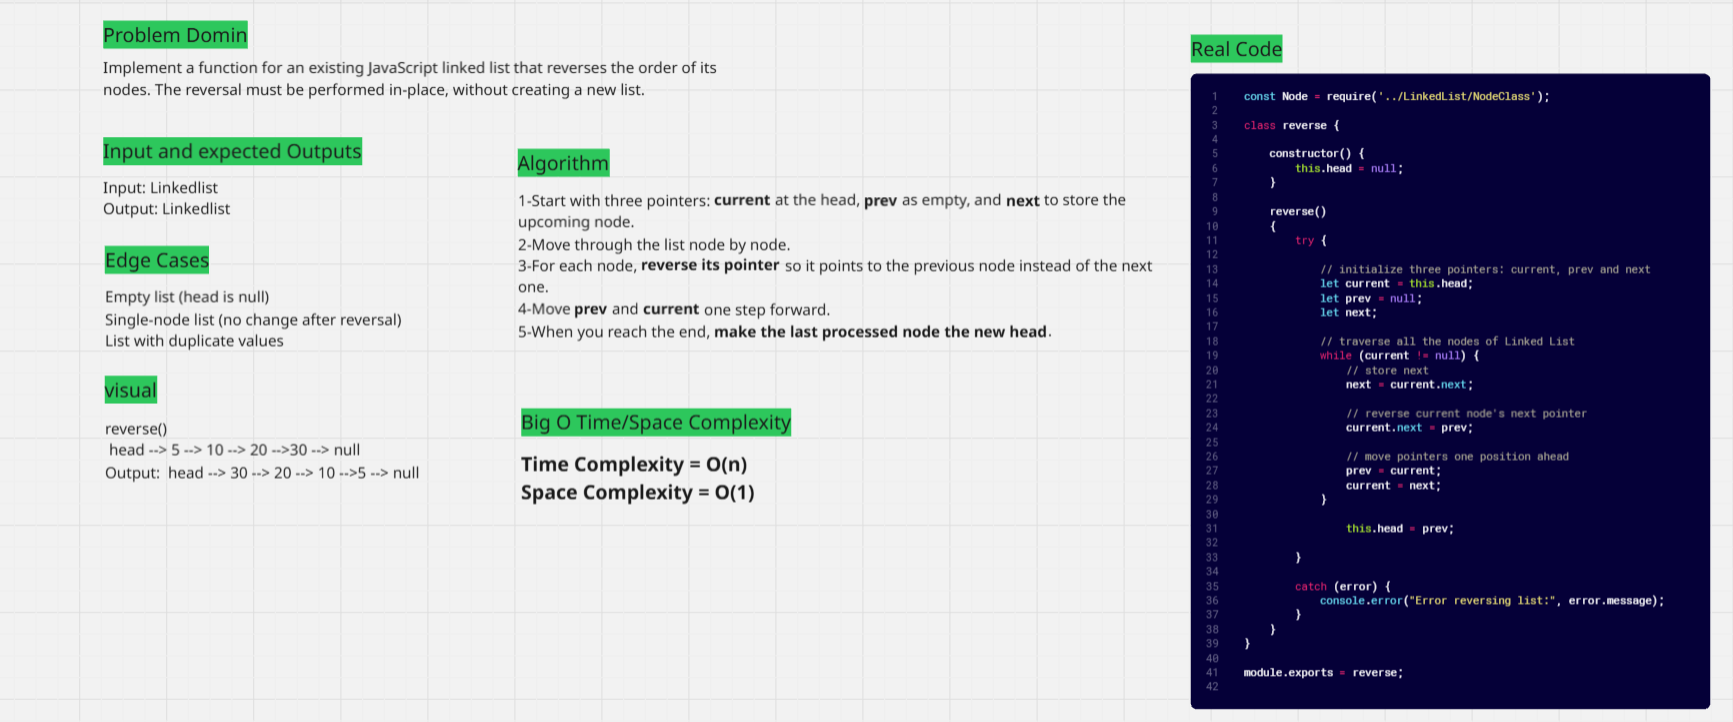 Problem Domin
Implement a function for an existing JavaScript linked list that reverses the order of its
nodes. The reversal must be performed in-place, without creating a new list.
Input and expected Outputs
Input: Linkedlist
Output: Linkedlist
Edge Cases
Empty list (head is null)
Single-node list (no change after reversal)
List with duplicate values
visual
reverse()
head --> 5 --> 10 --> 20 -->30 --> null
Output:  head --> 30 --> 20 --> 10 -->5 --> null
Algorithm
1-Start with three pointers: current at the head, prev as empty, and next to store the
upcoming node.
2-Move through the list node by node.
3-For each node, reverse its pointer so it points to the previous node instead of the next
one.
4-Move prev and current one step forward.
5-When you reach the end, make the last processed node the new head.
Big O Time/Space Complexity
Time Complexity = O(n)
Space Complexity = O(1)
Real Code
1 const Node = require('../LinkedList/NodeClass');
2
3 class reverse {
4
5 constructor() {
6 this.head = null;
7 }
8
9 reverse()
10 {
11 try {
12
13 // initialize three pointers: current, prev and next
14 let current = this.head;
15 let prev = null;
16 let next;
17
18 // traverse all the nodes of Linked List
19 while (current != null) {
20 // store next
21 next = current.next;
22
23 // reverse current node's next pointer
24 current.next = prev;
25
26 // move pointers one position ahead
27 prev = current;
28 current = next;
29 }
30
31 this.head = prev;
32
33 }
34
35 catch (error) {
36 console.error("Error reversing list:", error.message);
37 }
38 }
39 }
40
41 module.exports = reverse;
42